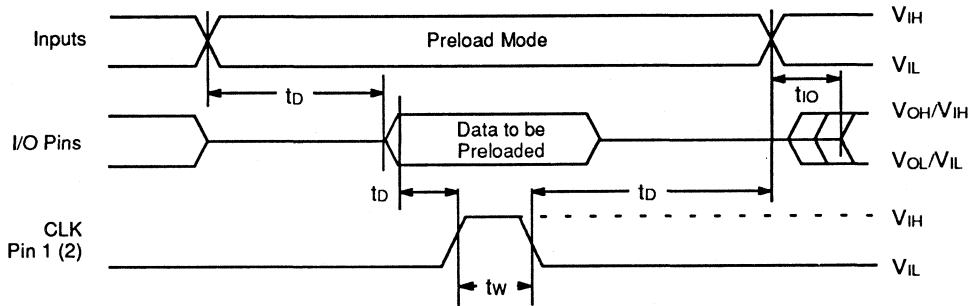 VIH
Inputs
Preload Mode
VIL
tD
tIO
VOH/VIH
I/O Pins
Data to be
Preloaded
VOL/VIL
tD
tD
CLK
Pin 1 (2)
VIH
tW
VIL